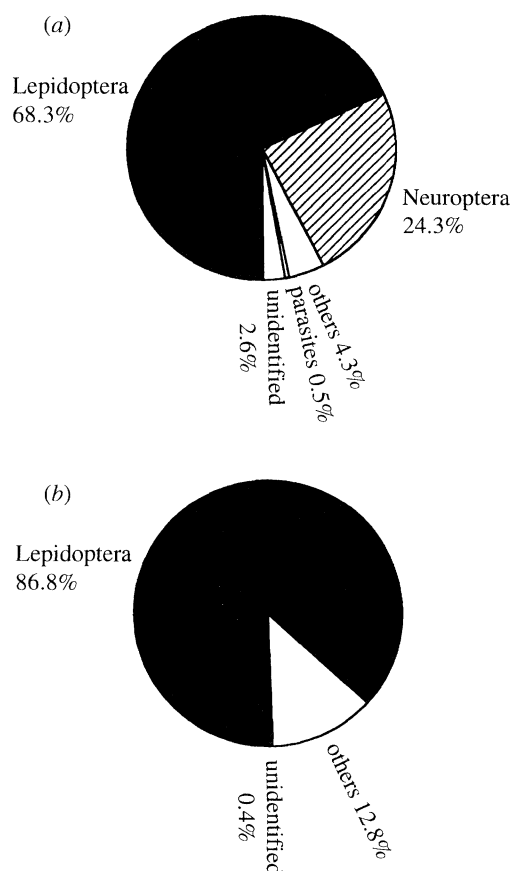 (a)
Lepidoptera
68.3%
Neuroptera
24.3%
others 4.3%
parasites 0.5%
unidentified
2.6%
(b)
Lepidoptera
86.8%
others 12.8%
unidentified
0.4%